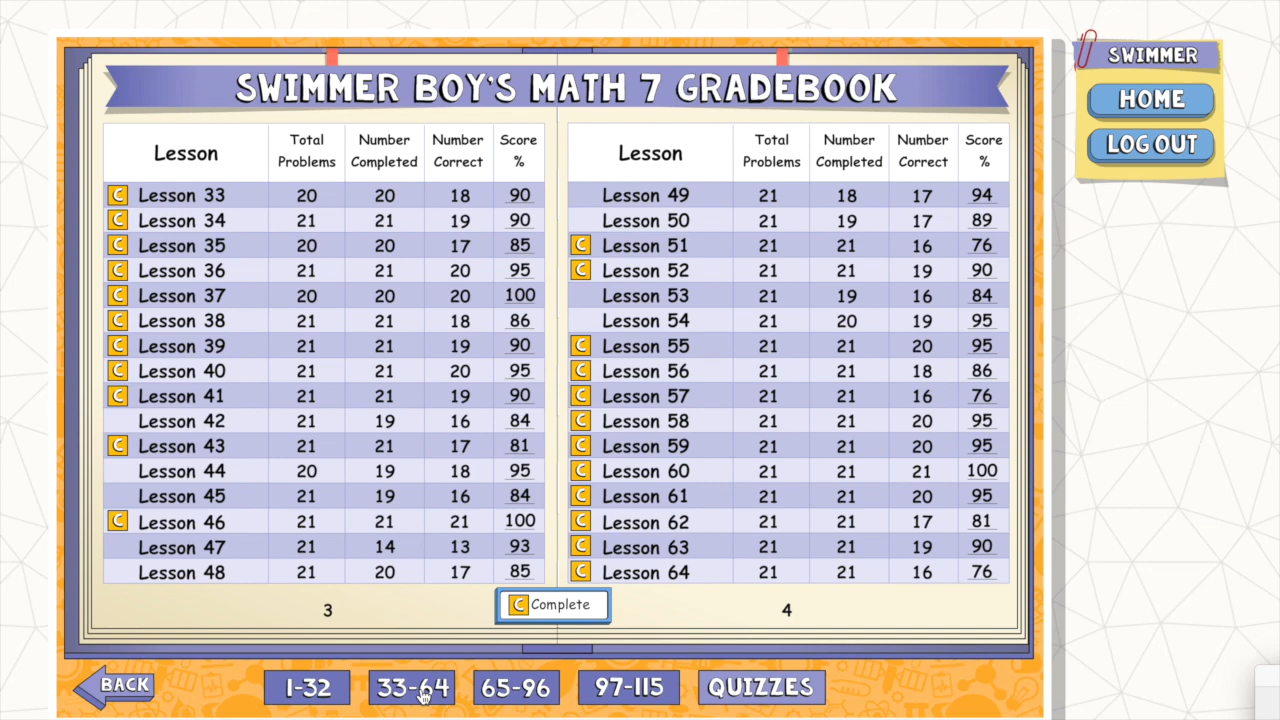 SWIMMER BOY'S MATH 7 GRADEBOOK
SWIMMER
HOME
LOG OUT
Lesson Total Problems Number Completed Number Correct Score %
C Lesson 33 20 20 18 90
C Lesson 34 21 21 19 90
C Lesson 35 20 20 17 85
C Lesson 36 21 21 20 95
C Lesson 37 20 20 20 100
C Lesson 38 21 21 18 86
C Lesson 39 21 21 19 90
C Lesson 40 21 21 20 95
C Lesson 41 21 21 19 90
Lesson 42 21 19 16 84
C Lesson 43 21 21 17 81
Lesson 44 20 19 18 95
Lesson 45 21 19 16 84
C Lesson 46 21 21 21 100
Lesson 47 21 14 13 93
Lesson 48 21 20 17 85
3
Lesson Total Problems Number Completed Number Correct Score %
Lesson 49 21 18 17 94
Lesson 50 21 19 17 89
C Lesson 51 21 21 16 76
C Lesson 52 21 21 19 90
Lesson 53 21 19 16 84
Lesson 54 21 20 19 95
C Lesson 55 21 21 20 95
C Lesson 56 21 21 18 86
C Lesson 57 21 21 16 76
C Lesson 58 21 21 20 95
C Lesson 59 21 21 20 95
C Lesson 60 21 21 21 100
C Lesson 61 21 21 20 95
C Lesson 62 21 21 17 81
C Lesson 63 21 21 19 90
C Lesson 64 21 21 16 76
4
C Complete
BACK
1-32
33-64
65-96
97-115
QUIZZES